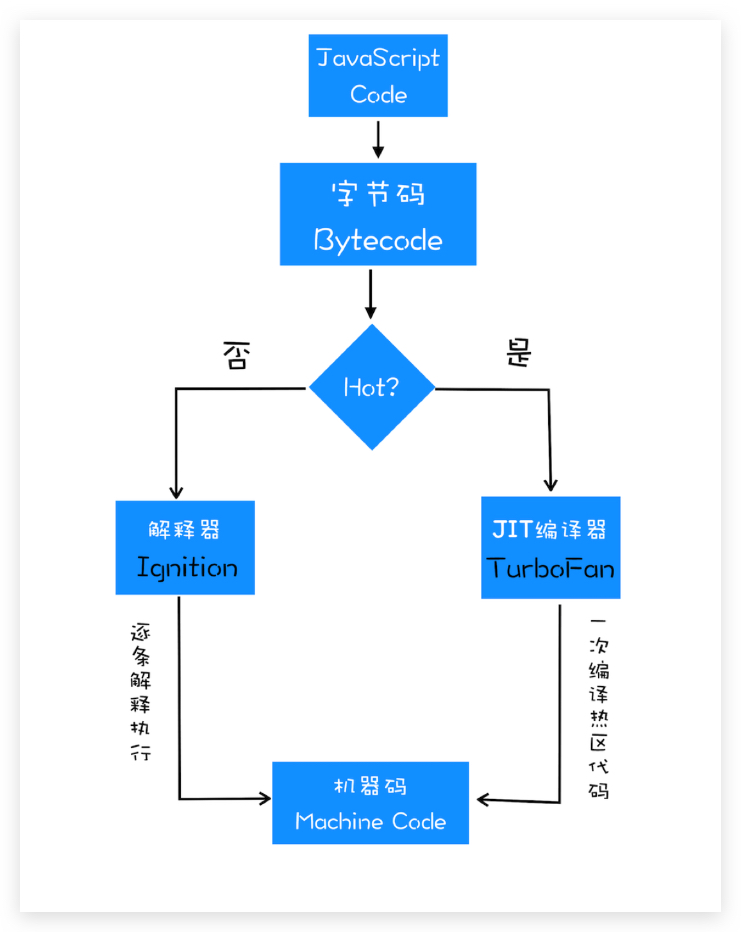 JavaScript
Code
字节码
Bytecode
否
是
Hot?
解释器
Ignition
JIT编译器
TurboFan
逐条解释执行
一次编译热区代码
机器码
Machine Code